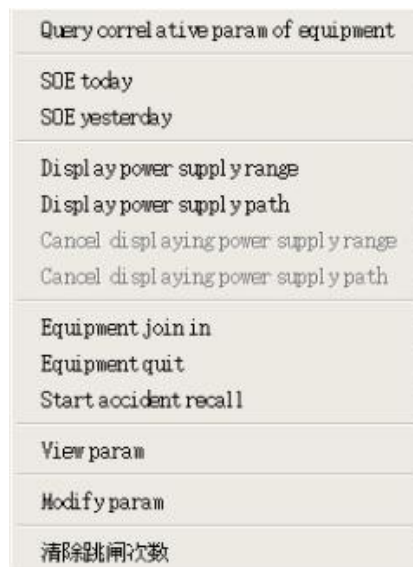 Query correlative param of equipment
SOE today
SOE yesterday
Display power supply range
Display power supply path
Cancel displaying power supply range
Cancel displaying power supply path
Equipment join in
Equipment quit
Start accident recall
View param
Modify param
清除跳闸次数